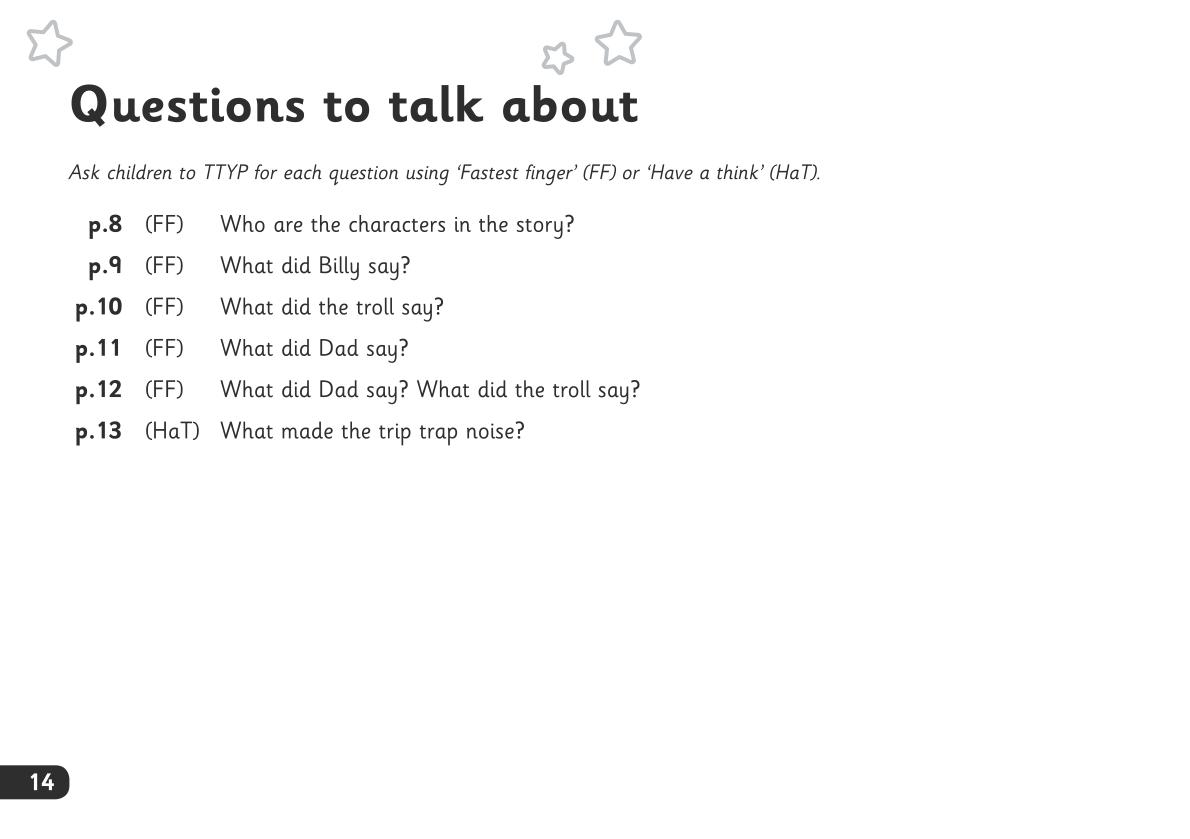 Questions to talk about
Ask children to TTYP for each question using ‘Fastest finger’ (FF) or ‘Have a think’ (HaT).
p.8 (FF) Who are the characters in the story?
p.9 (FF) What did Billy say?
p.10 (FF) What did the troll say?
p.11 (FF) What did Dad say?
p.12 (FF) What did Dad say? What did the troll say?
p.13 (HaT) What made the trip trap noise?
14